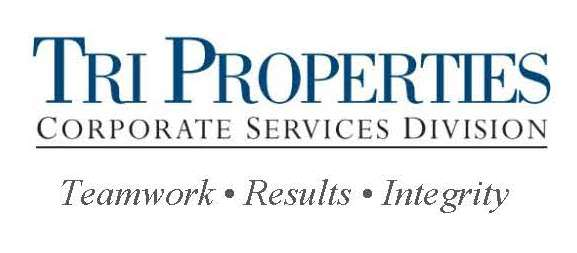 TRI PROPERTIES
CORPORATE SERVICES DIVISION
Teamwork • Results • Integrity